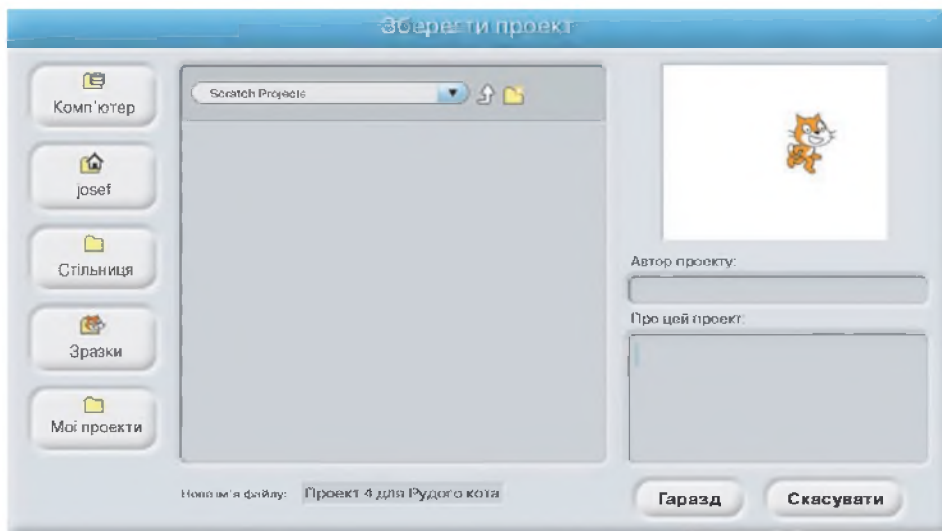 Зберегти проект
Комп'ютер
josef
Стільниця
Зразки
Мої проекти
Scratch Projects
Автор проекту:
Про цей проект:
Нове ім'я файлу: Проект 4 для Рудого кота
Гаразд
Скасувати